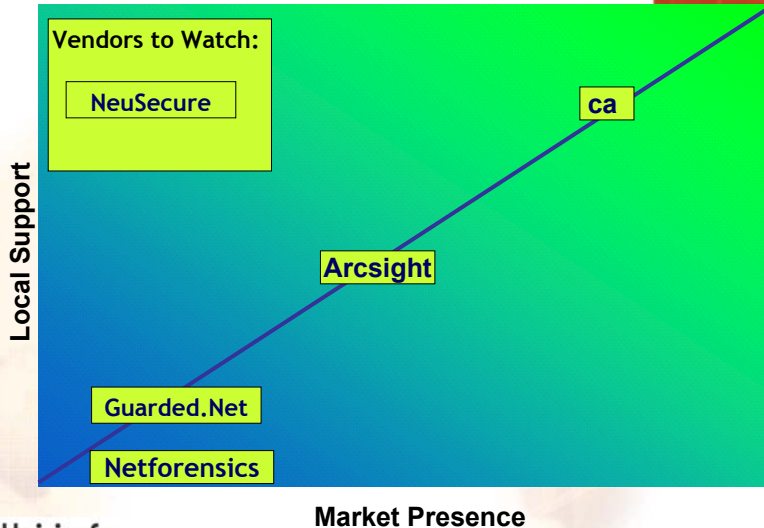 Vendors to Watch:
NeuSecure
ca
Local Support
Arcsight
Guarded.Net
Netforensics
Market Presence